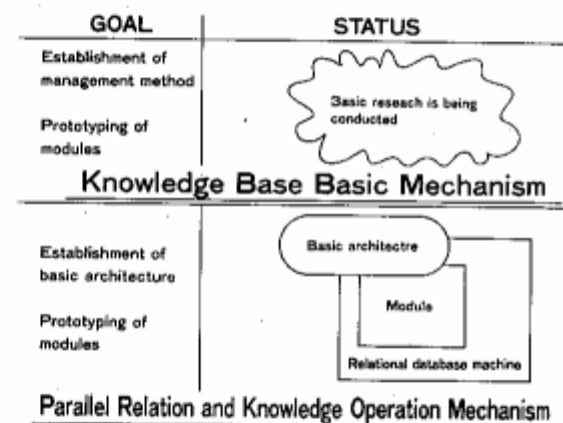 GOAL
STATUS
Establishment of
management method
Prototyping of
modules
Basic reseach is being
conducted
Knowledge Base Basic Mechanism
Establishment of
basic architecture
Prototyping of
modules
Basic architectre
Module
Relational database machine
Parallel Relation and Knowledge Operation Mechanism